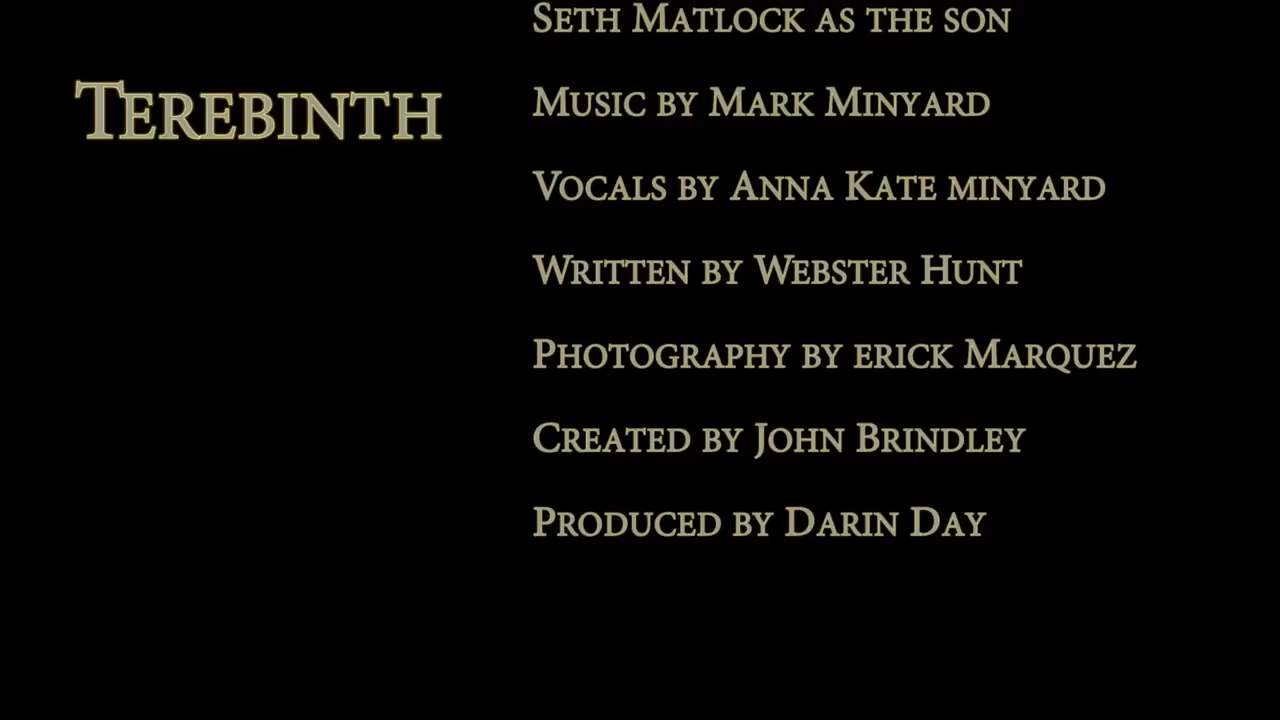 Terebinth
Seth Matlock as the son
Music by Mark Minyard
Vocals by Anna Kate minyard
Written by Webster Hunt
Photography by erick Marquez
Created by John Brindley
Produced by Darin Day